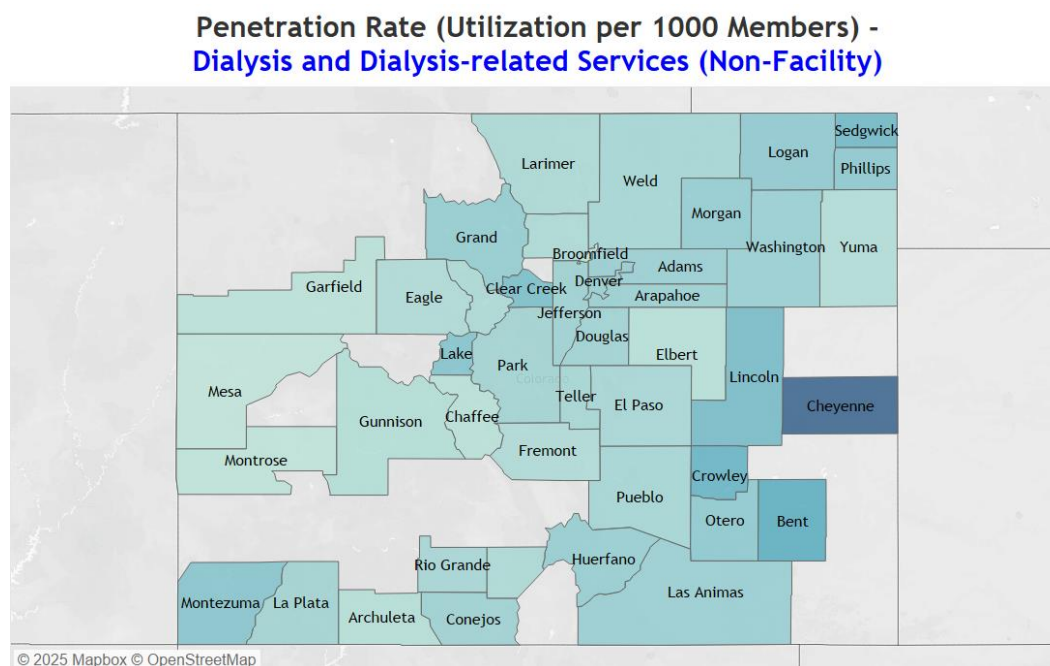 Penetration Rate (Utilization per 1000 Members) -
Dialysis and Dialysis-related Services (Non-Facility)
Sedgwick
Logan
Larimer
Phillips
Weld
Morgan
Grand
Washington
Yuma
Broomfield
Adams
Denver
Garfield
Clear Creek
Eagle
Arapahoe
Jefferson
Douglas
Lake
Elbert
Park
Lincoln
Colorado
Mesa
Teller
El Paso
Cheyenne
Chaffee
Gunnison
Fremont
Montrose
Crowley
Pueblo
Otero
Bent
Huerfano
Rio Grande
Las Animas
Montezuma
La Plata
Archuleta
Conejos
© 2025 Mapbox © OpenStreetMap